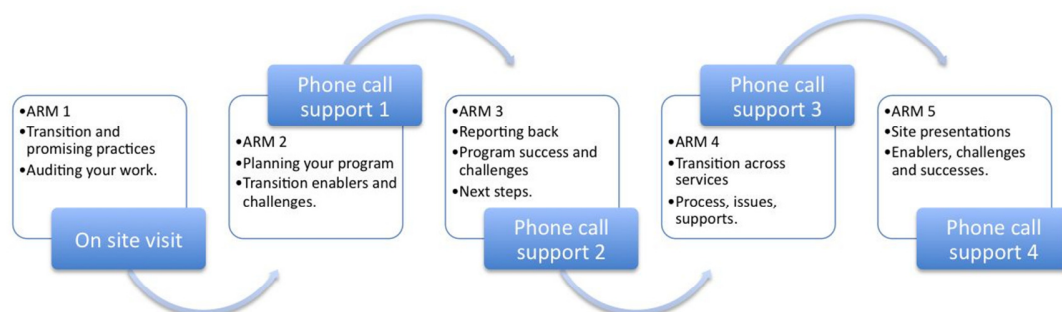 •ARM 1
•Transition and
promising practices
•Auditing your work.
On site visit
Phone call
support 1
•ARM 2
•Planning your program
•Transition enablers and
challenges.
•ARM 3
•Reporting back
•Program success and
challenges
•Next steps.
Phone call
support 2
Phone call
support 3
•ARM 4
•Transition across
services
•Process, issues,
supports.
•ARM 5
•Site presentations
•Enablers, challenges
and successes.
Phone call
support 4